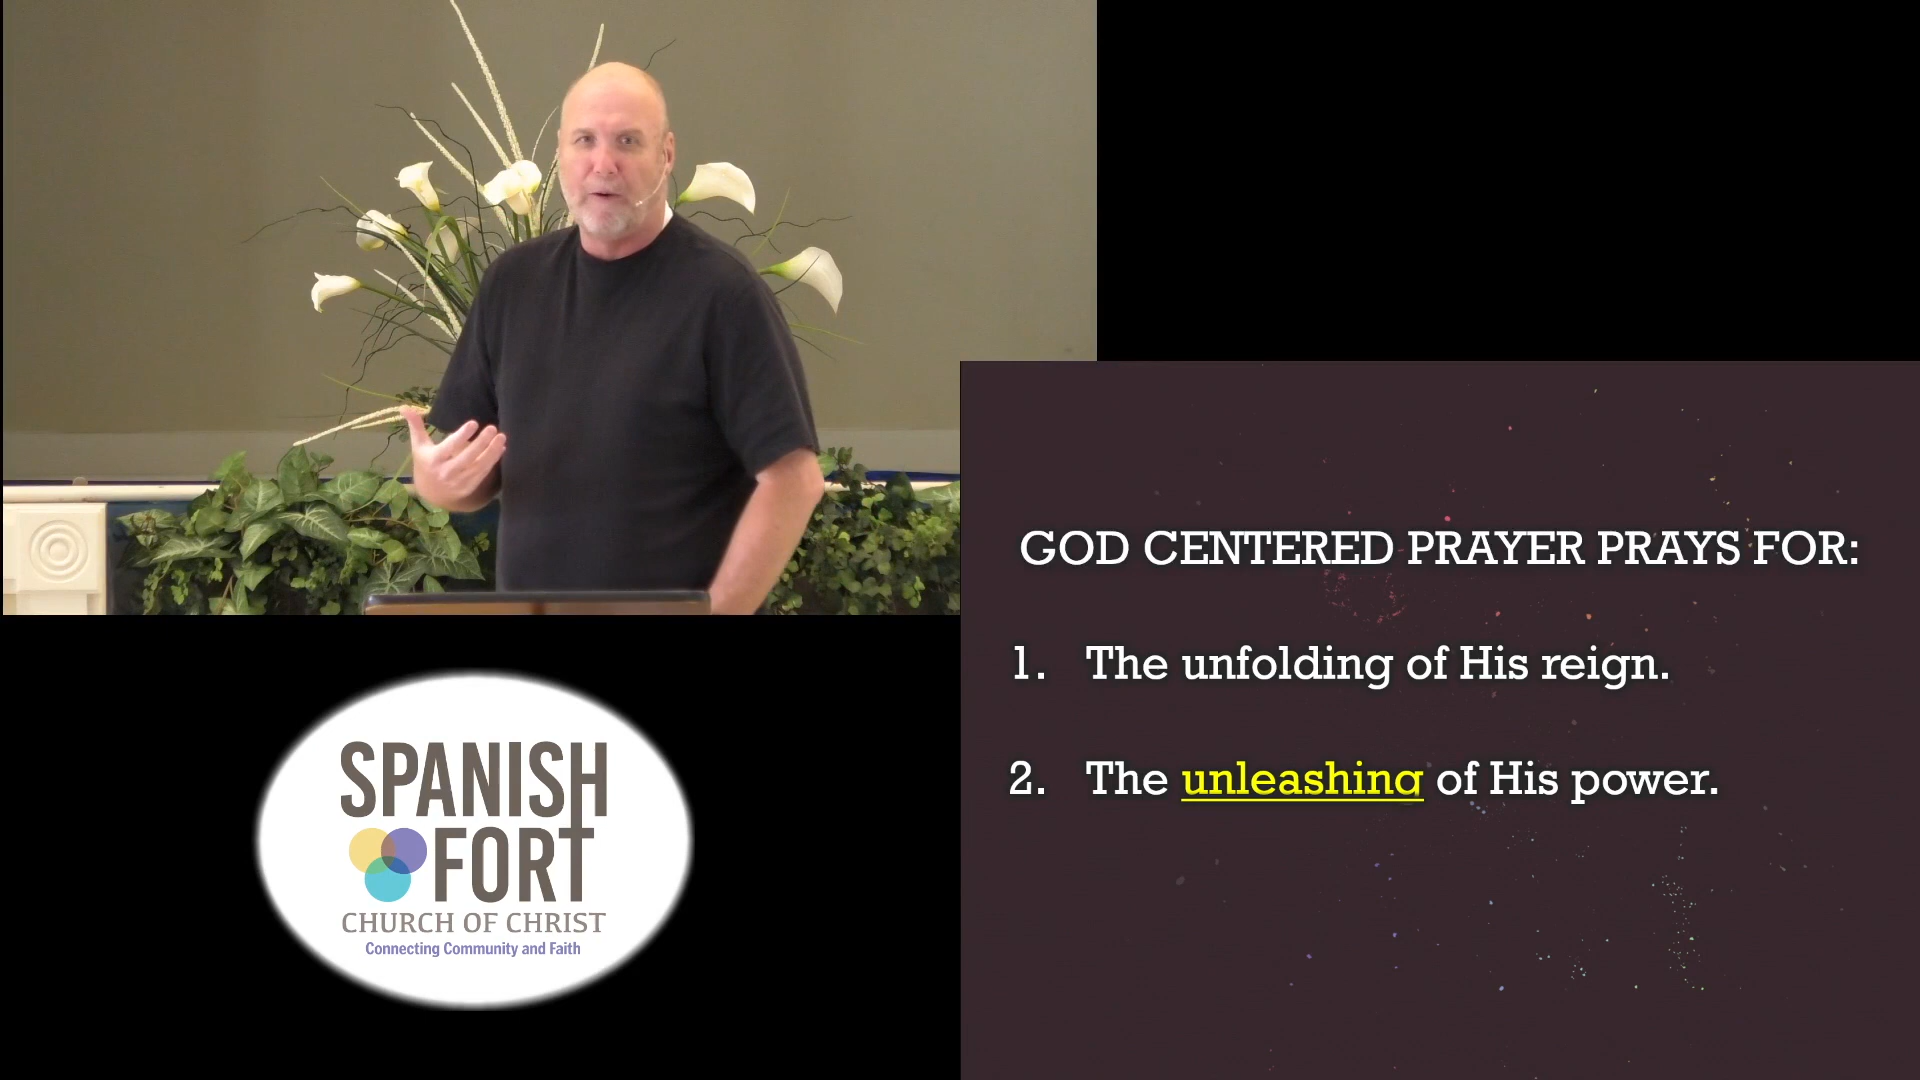 GOD CENTERED PRAYER PRAYS FOR:
1. The unfolding of His reign.
2. The unleashing of His power.
SPANISH
FORT
CHURCH OF CHRIST
Connecting Community and Faith